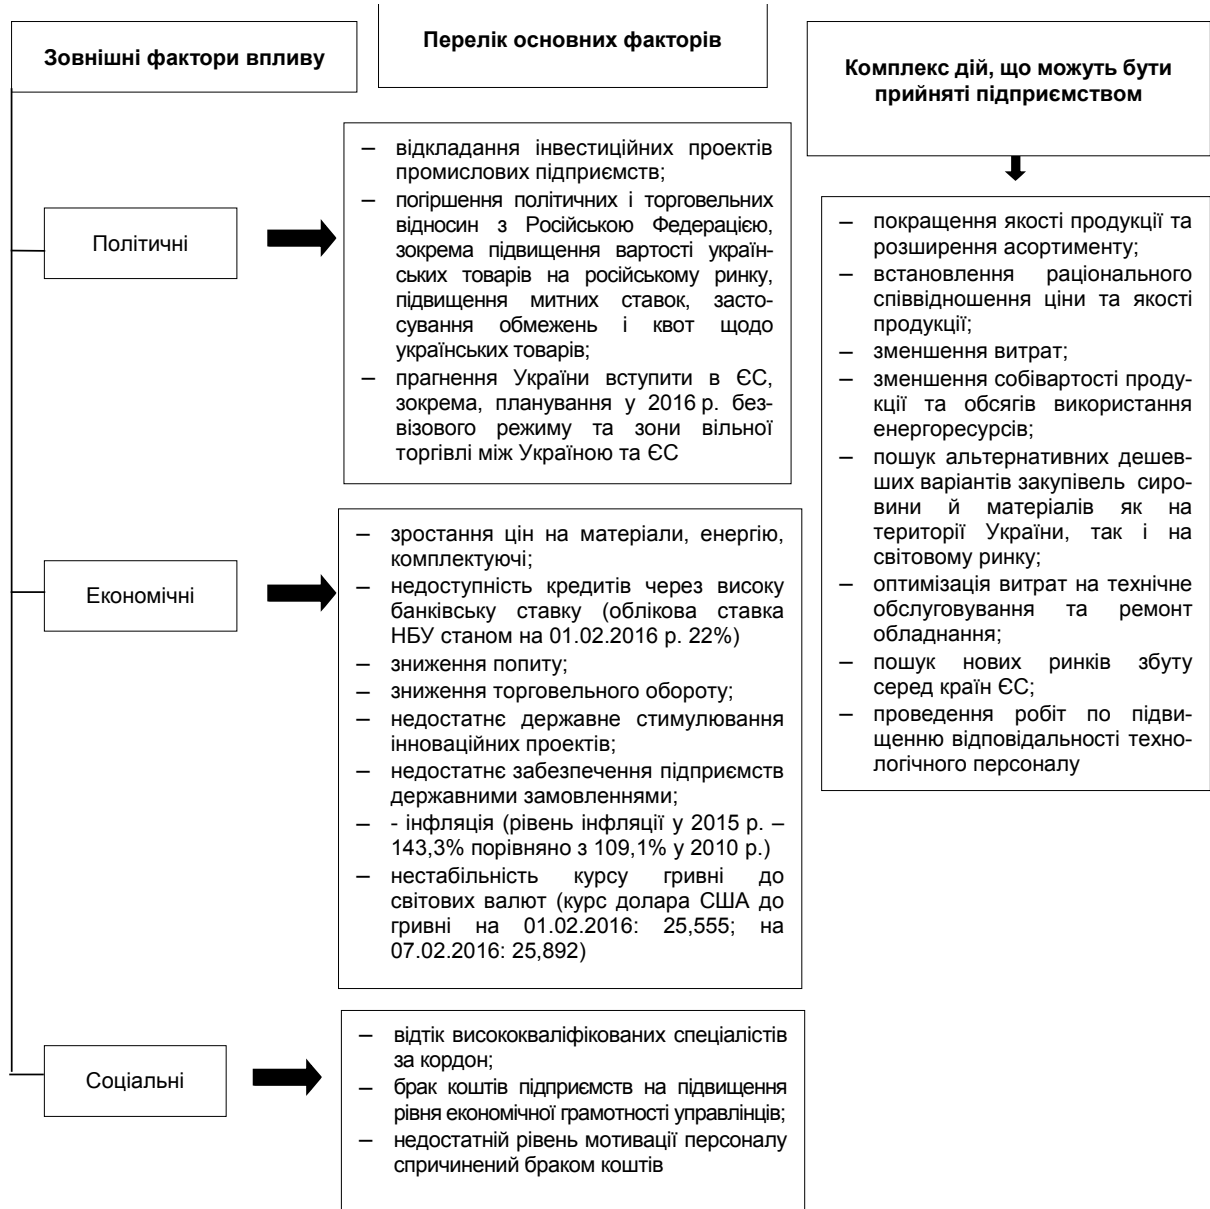 Зовнішні фактори впливу
Перелік основних факторів
Комплекс дій, що можуть бути
прийняті підприємством
Політичні
– відкладання інвестиційних проектів
промислових підприємств;
– погіршення політичних і торговельних
відносин з Російською Федерацією,
зокрема підвищення вартості україн-
ських товарів на російському ринку,
підвищення митних ставок, засто-
сування обмежень і квот щодо
українських товарів;
– прагнення України вступити в ЄС,
зокрема, планування у 2016 р. без-
візового режиму та зони вільної
торгівлі між Україною та ЄС
Економічні
– зростання цін на матеріали, енергію,
комплектуючі;
– недоступність кредитів через високу
банківську ставку (облікова ставка
НБУ станом на 01.02.2016 р. 22%)
– зниження попиту;
– зниження торговельного обороту;
– недостатнє державне стимулювання
інноваційних проектів;
– недостатнє забезпечення підприємств
державними замовленнями;
– - інфляція (рівень інфляції у 2015 р. –
143,3% порівняно з 109,1% у 2010 р.)
– нестабільність курсу гривні до
світових валют (курс долара США до
гривні на 01.02.2016: 25,555; на
07.02.2016: 25,892)
Соціальні
– відтік висококваліфікованих спеціалістів
за кордон;
– брак коштів підприємств на підвищення
рівня економічної грамотності управлінців;
– недостатній рівень мотивації персоналу
спричинений браком коштів
– покращення якості продукції та
розширення асортименту;
– встановлення раціонального
співвідношення ціни та якості
продукції;
– зменшення витрат;
– зменшення собівартості проду-
кції та обсягів використання
енергоресурсів;
– пошук альтернативних дешев-
ших варіантів закупівель сиро-
вини й матеріалів як на
території України, так і на
світовому ринку;
– оптимізація витрат на технічне
обслуговування та ремонт
обладнання;
– пошук нових ринків збуту
серед країн ЄС;
– проведення робіт по підви-
щенню відповідальності техно-
логічного персоналу